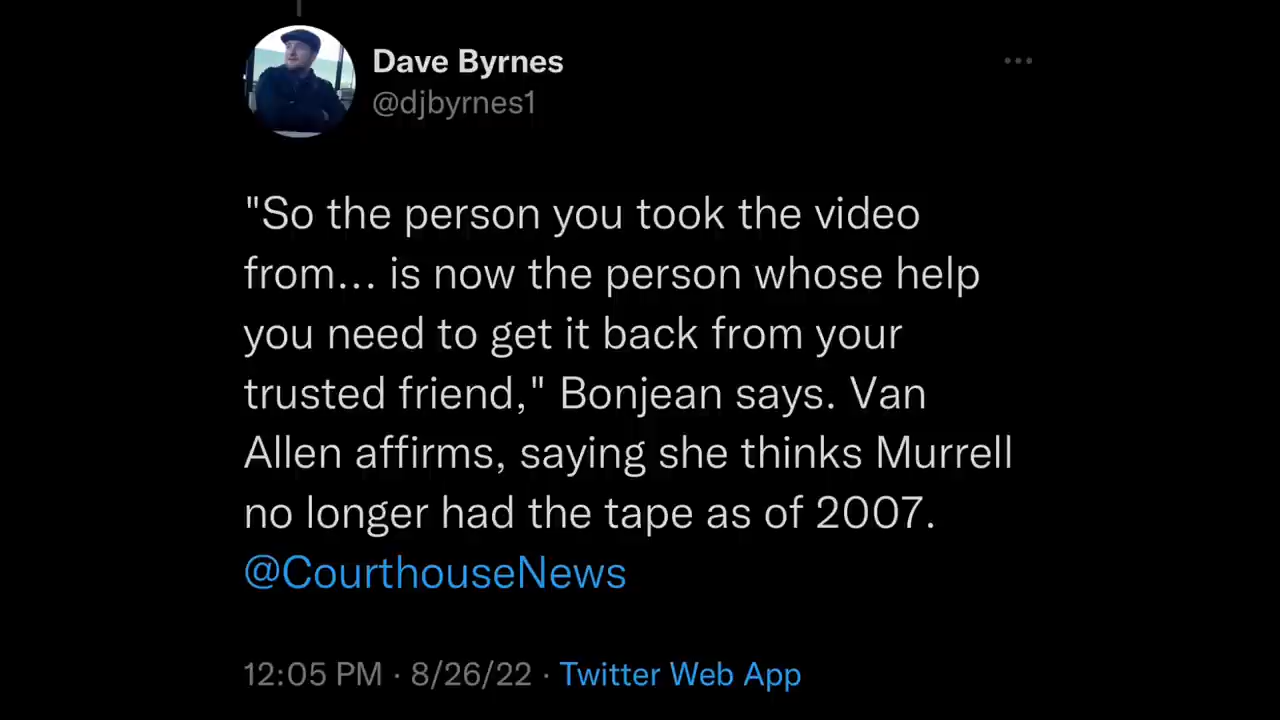 Dave Byrnes
@djbyrnes1
"So the person you took the video
from... is now the person whose help
you need to get it back from your
trusted friend," Bonjean says. Van
Allen affirms, saying she thinks Murrell
no longer had the tape as of 2007.
@CourthouseNews
12:05 PM · 8/26/22 · Twitter Web App